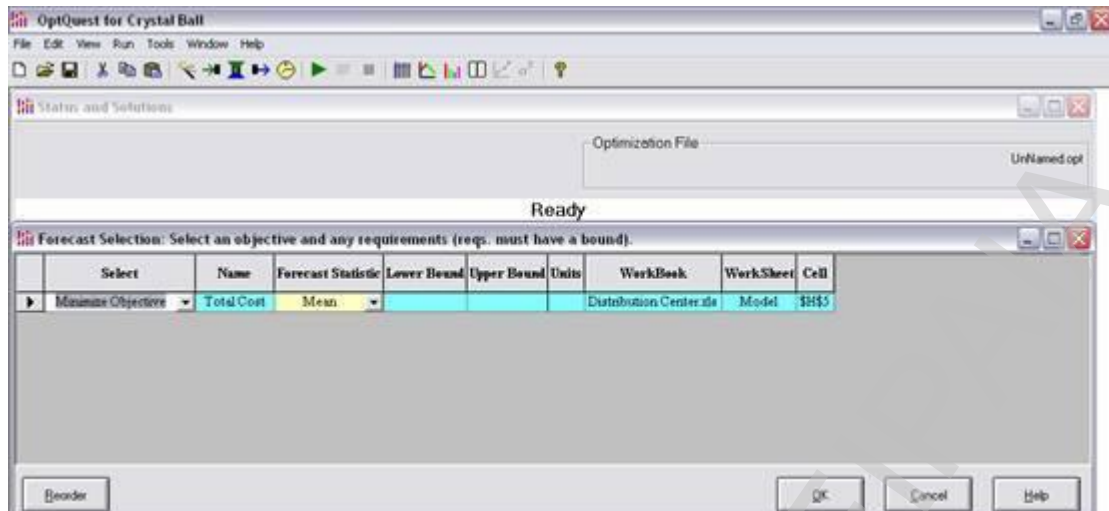 OptQuest for Crystal Ball
File Edit View Run Tools Window Help
Status and Solutions
Optimization File
UnNamed.opt
Ready
Forecast Selection: Select an objective and any requirements (reqs. must have a bound).
Select Name Forecast Statistic Lower Bound Upper Bound Units WorkBook WorkSheet Cell
Minimize Objective Total Cost Mean Distribution Center.xls Model $H$5
Reorder OK Cancel Help